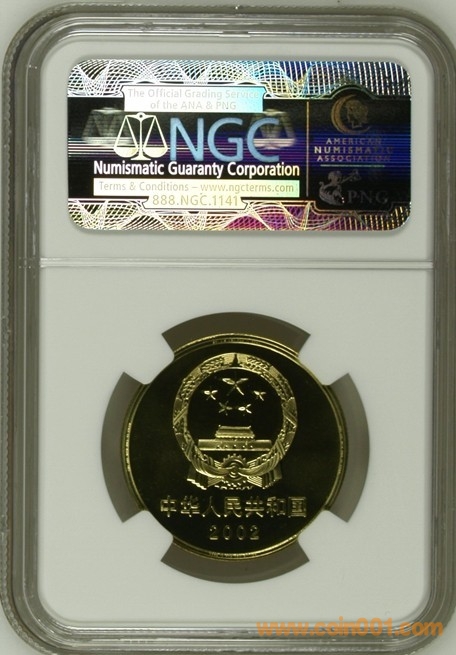 The Official Grading Service
of the ANA & PNG
NGC
Numismatic Guaranty Corporation
Terms & Conditions – www.ngcterms.com
888.NGC.1141
AMERICAN
NUMISMATIC
ASSOCIATION
PNG
中华人民共和国
2002
www.coin001.com